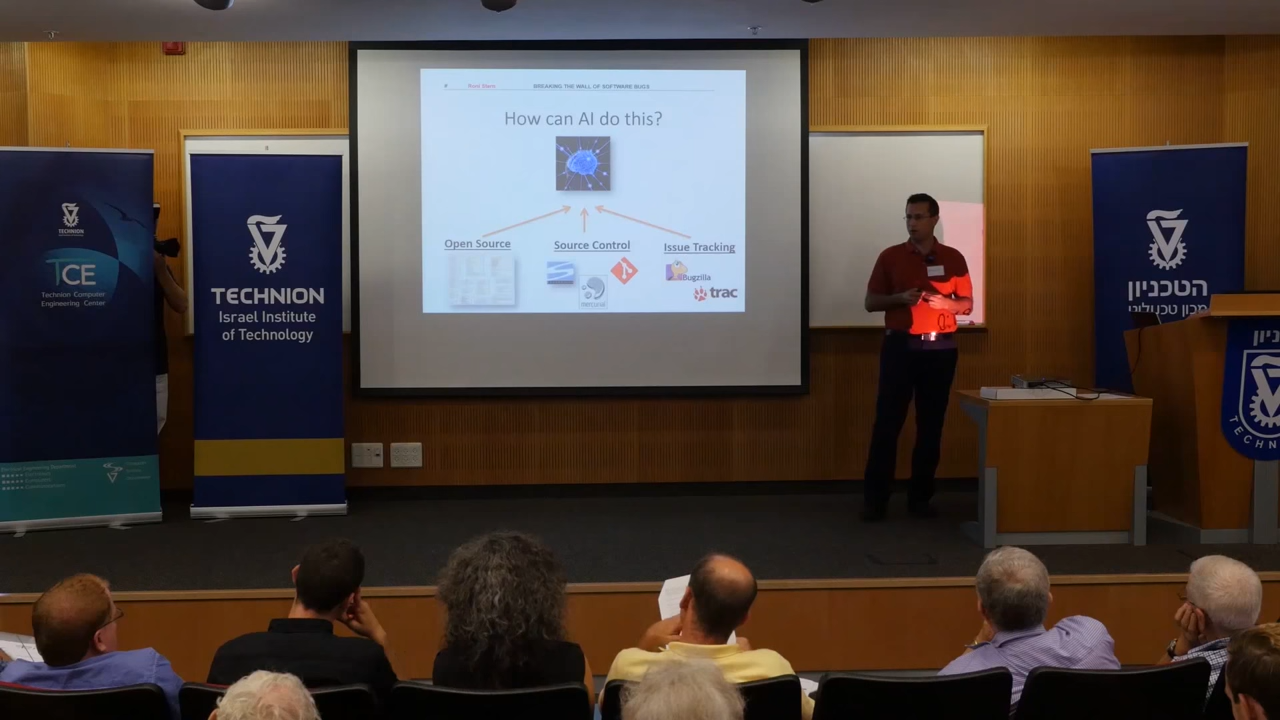 BREAKING THE WALL OF SOFTWARE BUGS
How can AI do this?
Open Source
Source Control
Issue Tracking
Bugzilla
trac
TECHNION
TCE
Technion Computer
Engineering Center
TECHNION
Israel Institute
of Technology
הטכניון
מכון טכנולוגי